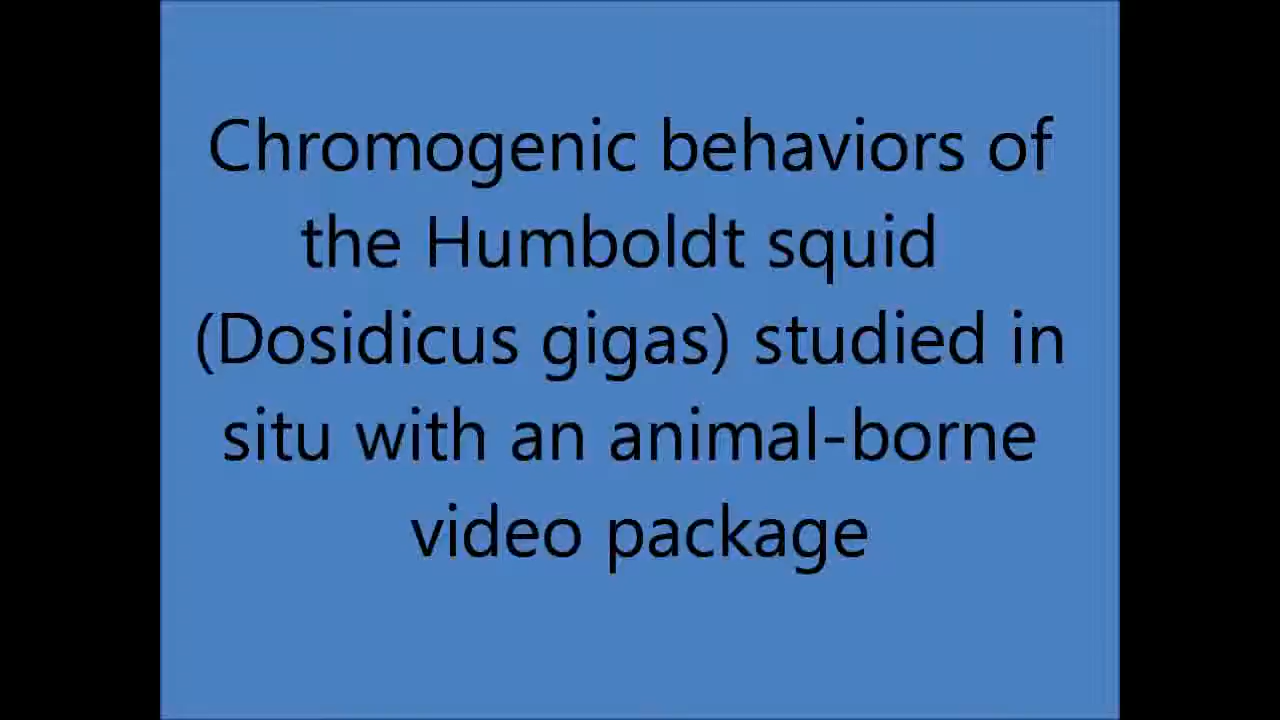 Chromogenic behaviors of
the Humboldt squid
(Dosidicus gigas) studied in
situ with an animal-borne
video package